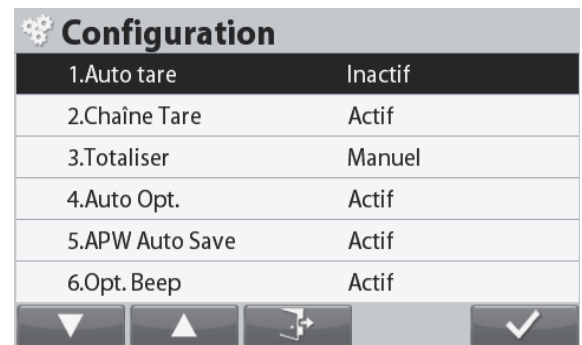 Configuration
1.Auto tare Inactif
2.Chaîne Tare Actif
3.Totaliser Manuel
4.Auto Opt. Actif
5.APW Auto Save Actif
6.Opt. Beep Actif